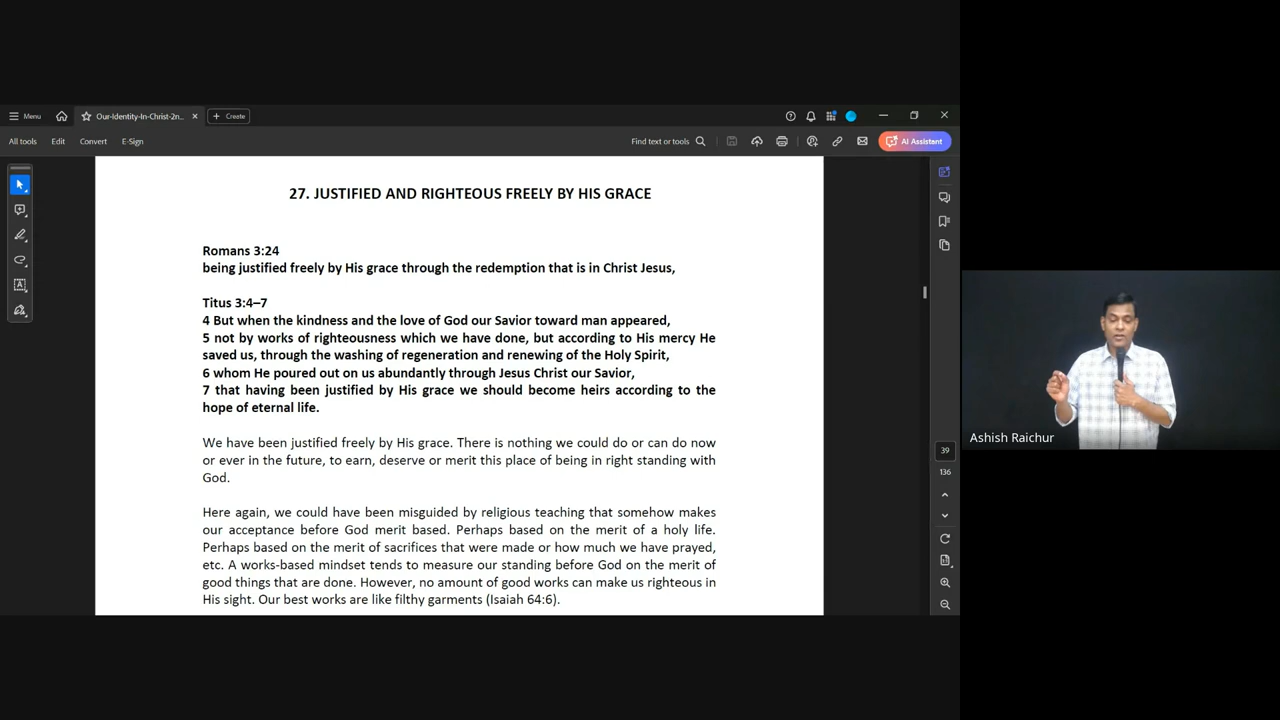 Menu
Our-Identity-In-Christ-2n...
Create
All tools
Edit
Convert
E-Sign
Find text or tools
AI Assistant
27. JUSTIFIED AND RIGHTEOUS FREELY BY HIS GRACE
Romans 3:24
being justified freely by His grace through the redemption that is in Christ Jesus,
Titus 3:4–7
4 But when the kindness and the love of God our Savior toward man appeared,
5 not by works of righteousness which we have done, but according to His mercy He
saved us, through the washing of regeneration and renewing of the Holy Spirit,
6 whom He poured out on us abundantly through Jesus Christ our Savior,
7 that having been justified by His grace we should become heirs according to the
hope of eternal life.
We have been justified freely by His grace. There is nothing we could do or can do now
or ever in the future, to earn, deserve or merit this place of being in right standing with
God.
Here again, we could have been misguided by religious teaching that somehow makes
our acceptance before God merit based. Perhaps based on the merit of a holy life.
Perhaps based on the merit of sacrifices that were made or how much we have prayed,
etc. A works-based mindset tends to measure our standing before God on the merit of
good things that are done. However, no amount of good works can make us righteous in
His sight. Our best works are like filthy garments (Isaiah 64:6).
39
136
Ashish Raichur